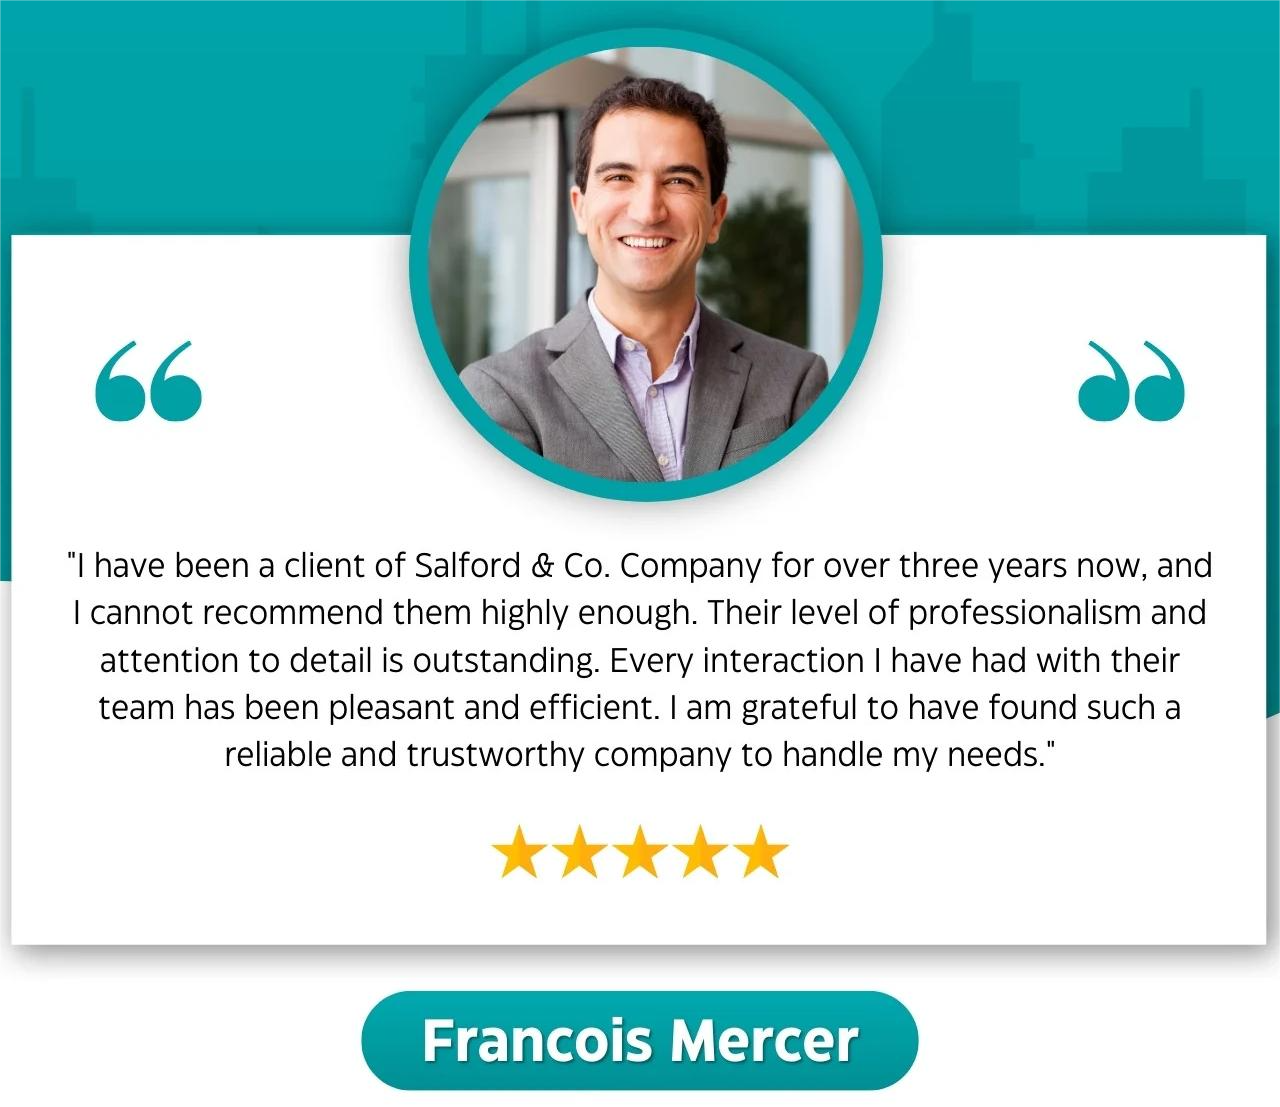 "I have been a client of Salford & Co. Company for over three years now, and
I cannot recommend them highly enough. Their level of professionalism and
attention to detail is outstanding. Every interaction I have had with their
team has been pleasant and efficient. I am grateful to have found such a
reliable and trustworthy company to handle my needs."
Francois Mercer